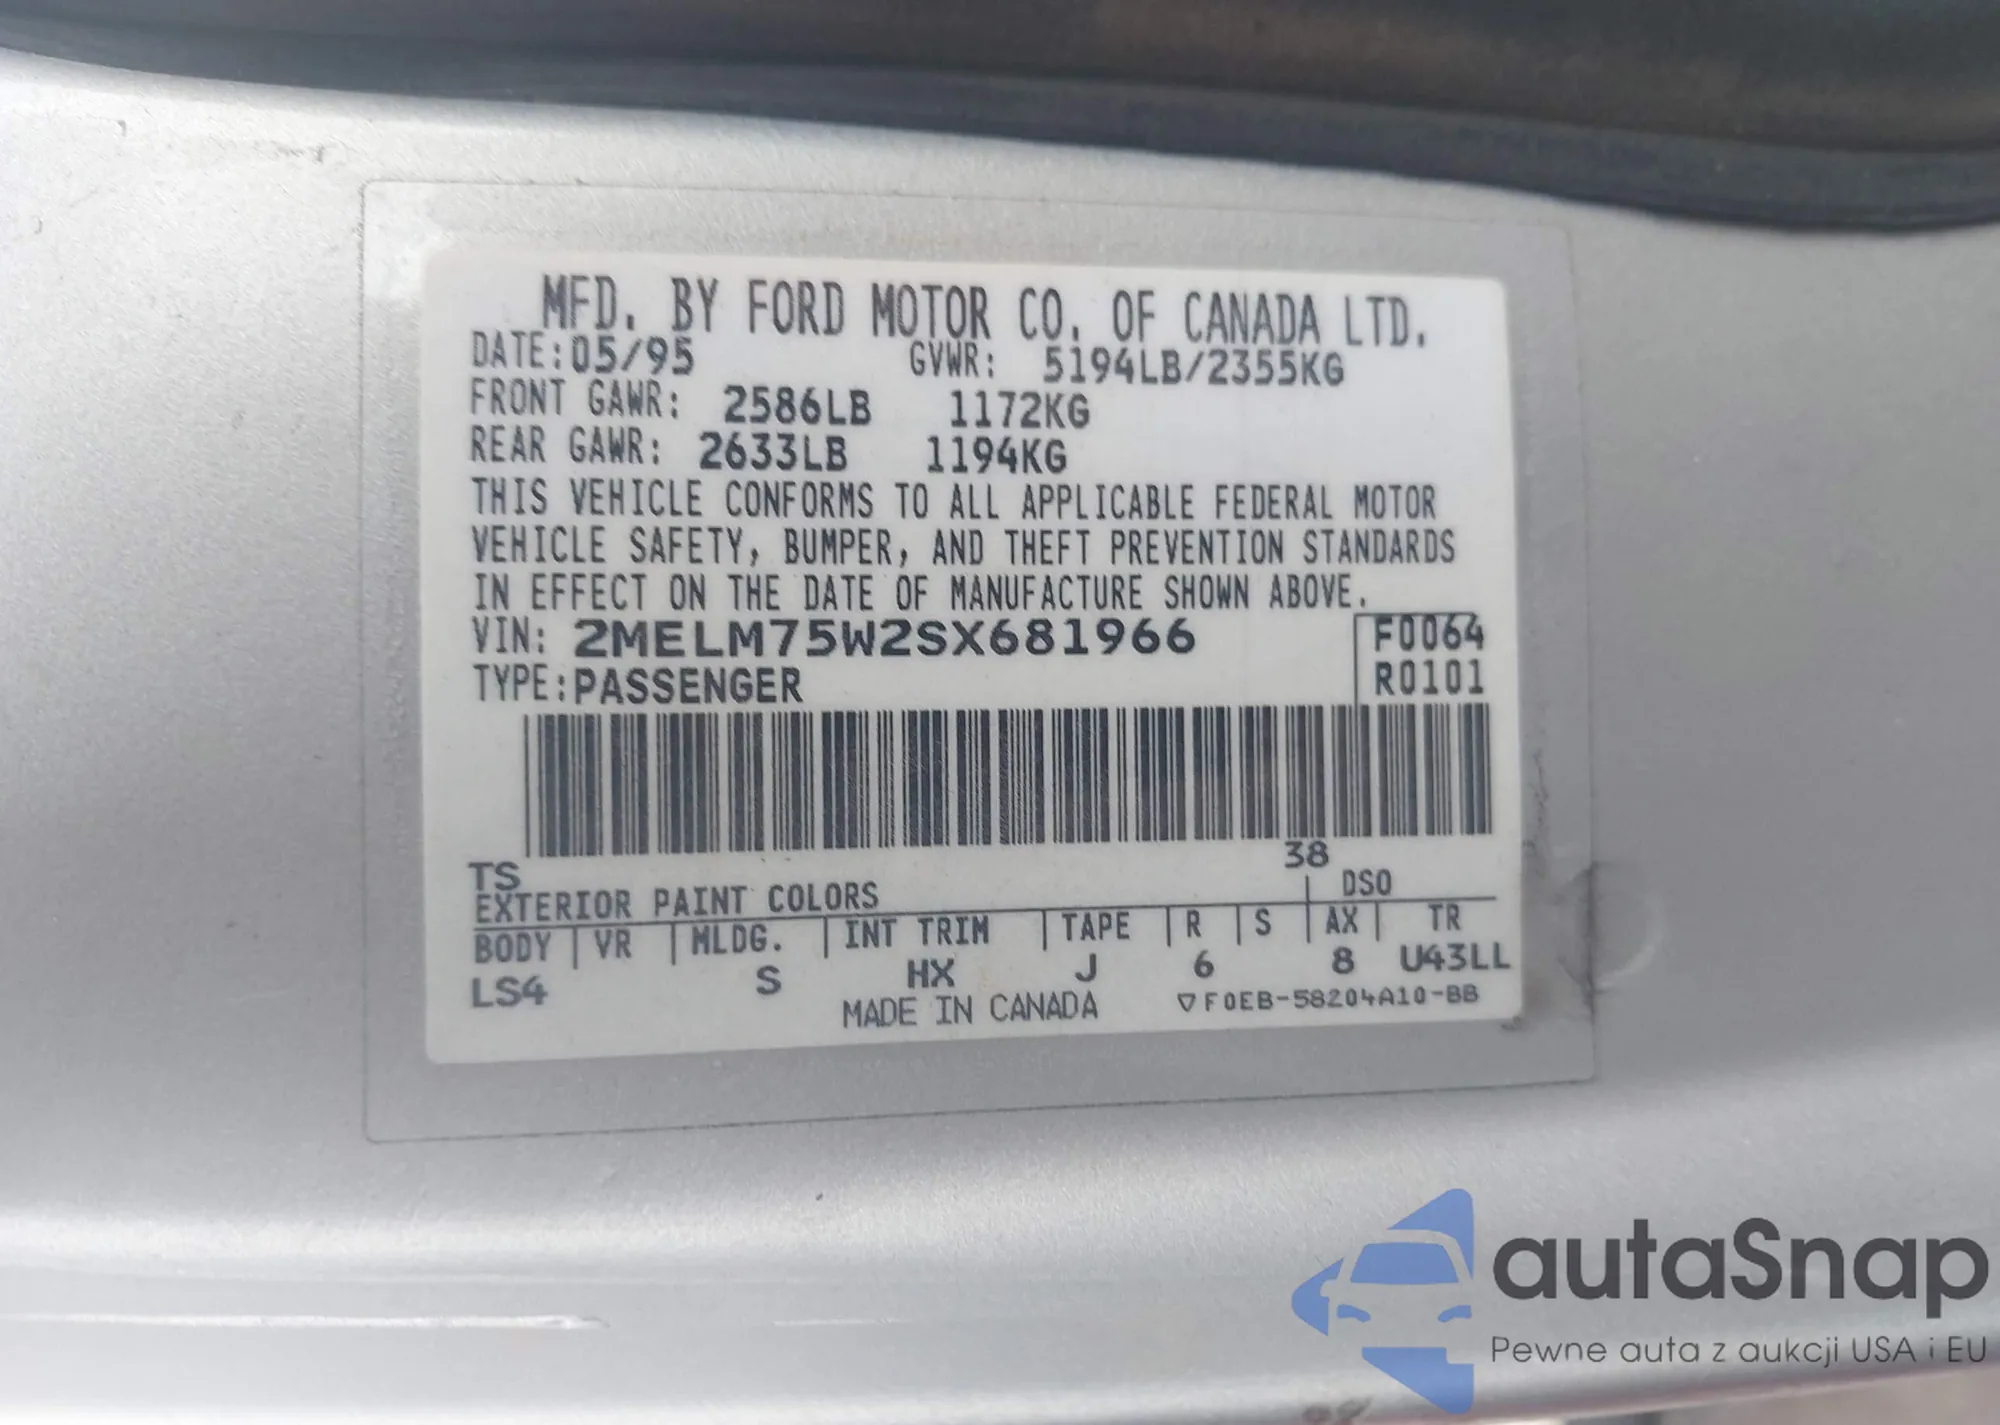 MFD. BY FORD MOTOR CO. OF CANADA LTD.
DATE:05/95 GVWR: 5194LB/2355KG
FRONT GAWR: 2586LB 1172KG
REAR GAWR: 2633LB 1194KG
THIS VEHICLE CONFORMS TO ALL APPLICABLE FEDERAL MOTOR
VEHICLE SAFETY, BUMPER, AND THEFT PREVENTION STANDARDS
IN EFFECT ON THE DATE OF MANUFACTURE SHOWN ABOVE.
VIN: 2MELM75W2SX681966 F0064
TYPE:PASSENGER R0101
38
TS
EXTERIOR PAINT COLORS DSO
BODY VR MLDG. INT TRIM TAPE R S AX TR
LS4 S HX J 6 8 U43LL
MADE IN CANADA ▽F0EB-58204A10-BB
autaSnap
Pewne auta z aukcji USA i EU